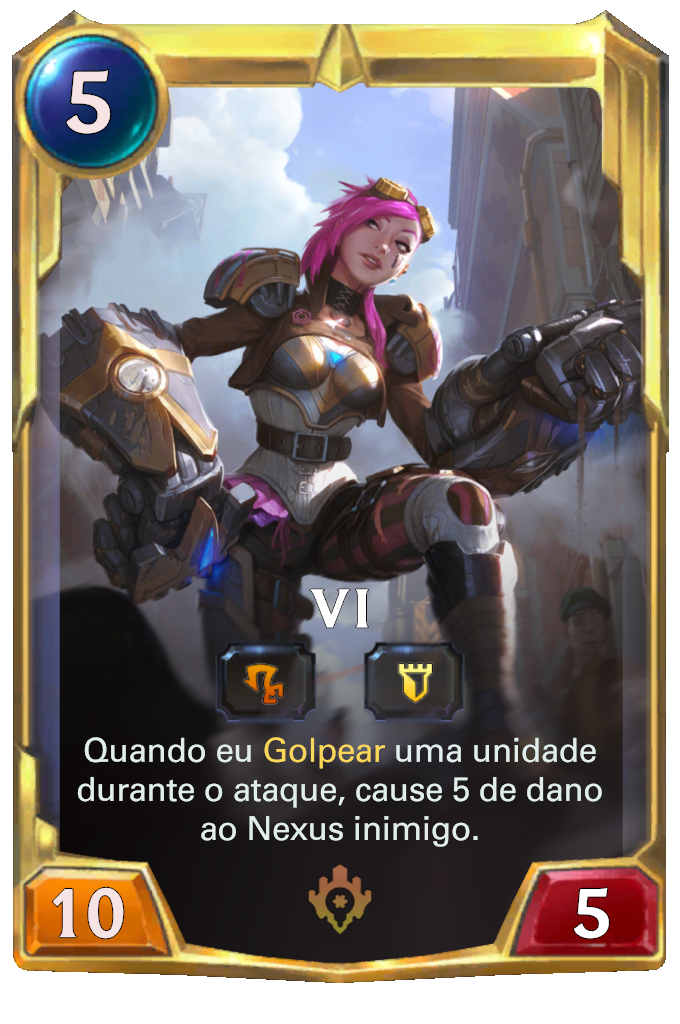 5
VI
Quando eu Golpear uma unidade
durante o ataque, cause 5 de dano
ao Nexus inimigo.
10
5